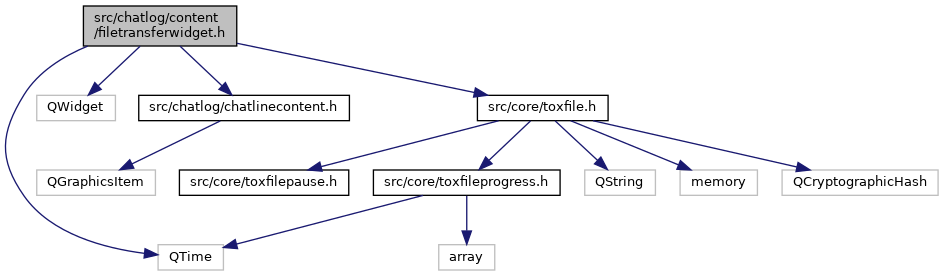 src/chatlog/content
/filetransferwidget.h
QWidget
src/chatlog/chatlinecontent.h
src/core/toxfile.h
QGraphicsItem
src/core/toxfilepause.h
src/core/toxfileprogress.h
QString
memory
QCryptographicHash
QTime
array